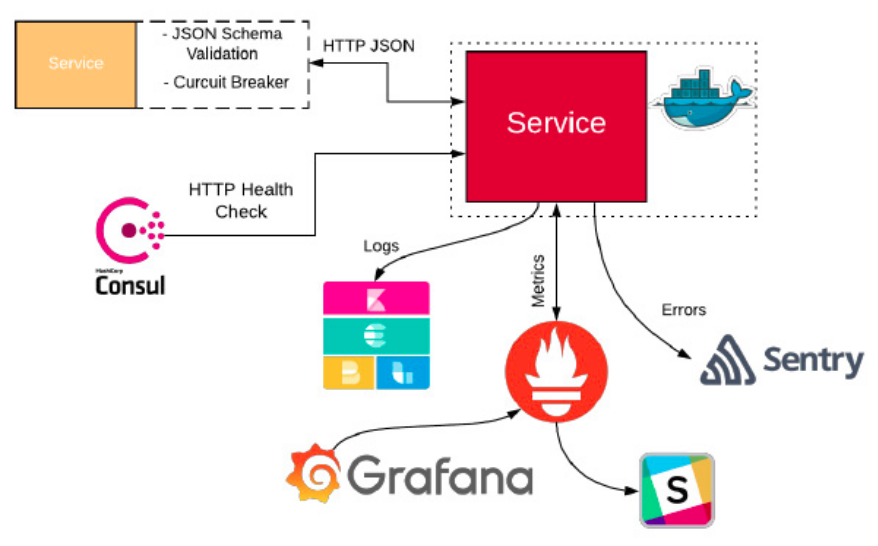 Service
- JSON Schema
Validation
- Curcuit Breaker
HTTP JSON
Service
HTTP Health
Check
HashiCorp
Consul
Logs
Metrics
Errors
Sentry
Grafana
S